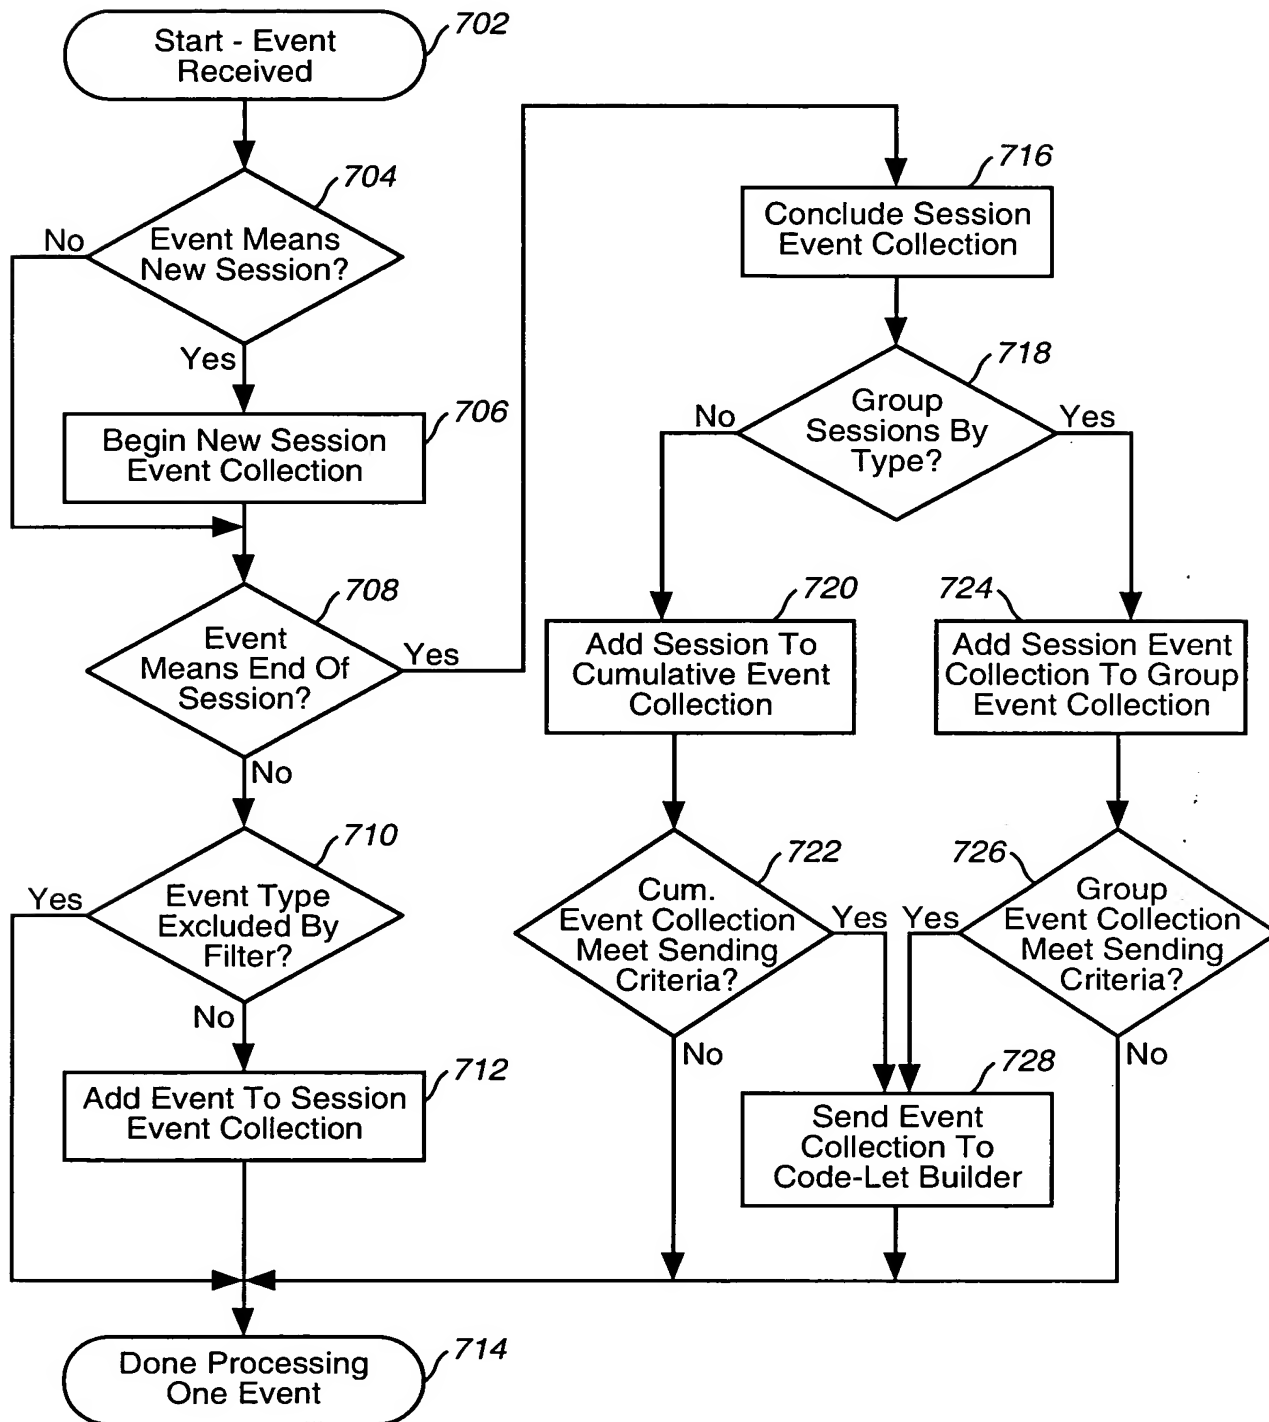 Start - Event
Received
702
704
Event Means
New Session?
No
Yes
706
Begin New Session
Event Collection
708
Event
Means End Of
Session?
Yes
No
710
Event Type
Excluded By
Filter?
Yes
No
712
Add Event To Session
Event Collection
714
Done Processing
One Event
716
Conclude Session
Event Collection
718
Group
Sessions By
Type?
No
Yes
720
Add Session To
Cumulative Event
Collection
722
Cum.
Event Collection
Meet Sending
Criteria?
Yes
No
724
Add Session Event
Collection To Group
Event Collection
726
Group
Event Collection
Meet Sending
Criteria?
Yes
No
728
Send Event
Collection To
Code-Let Builder